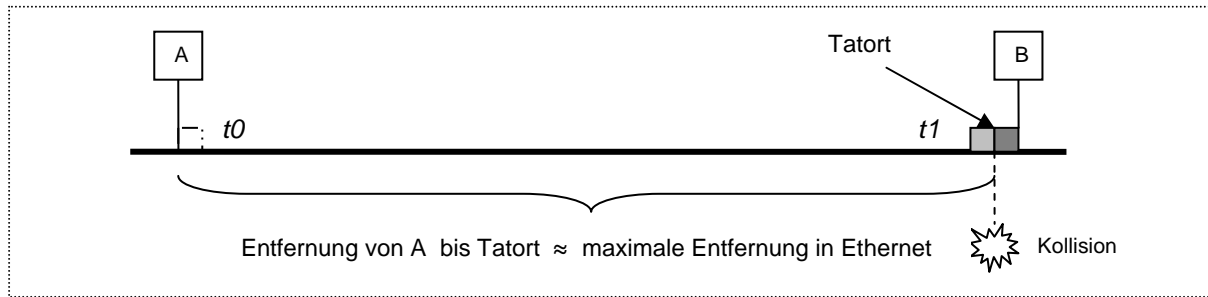 Tatort
A
B
t0
t1
Entfernung von A bis Tatort ≈ maximale Entfernung in Ethernet
Kollision